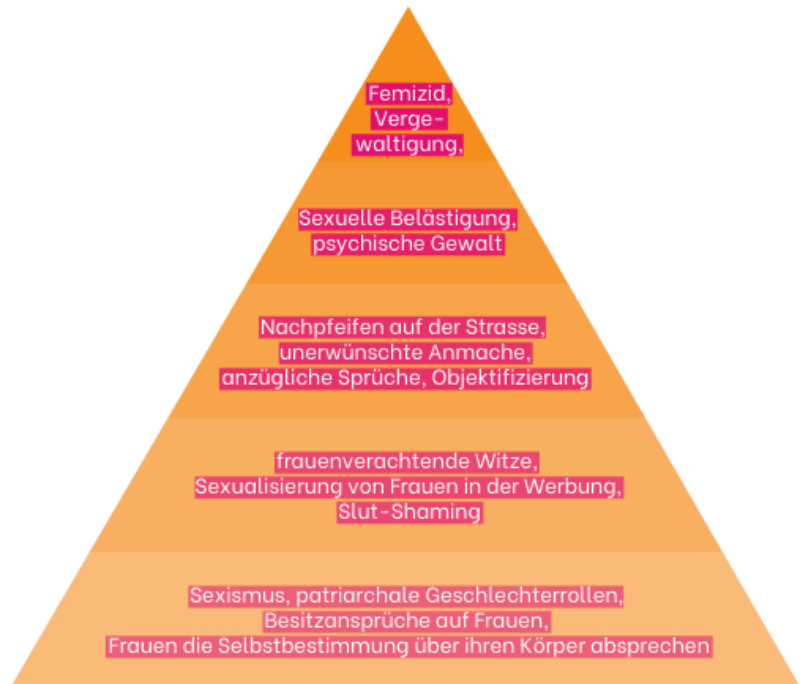 Femizid,
Verge-
waltigung,
Sexuelle Belästigung,
psychische Gewalt
Nachpfeifen auf der Strasse,
unerwünschte Anmache,
anzügliche Sprüche, Objektifizierung
frauenverachtende Witze,
Sexualisierung von Frauen in der Werbung,
Slut-Shaming
Sexismus, patriarchale Geschlechterrollen,
Besitzansprüche auf Frauen,
Frauen die Selbstbestimmung über ihren Körper absprechen